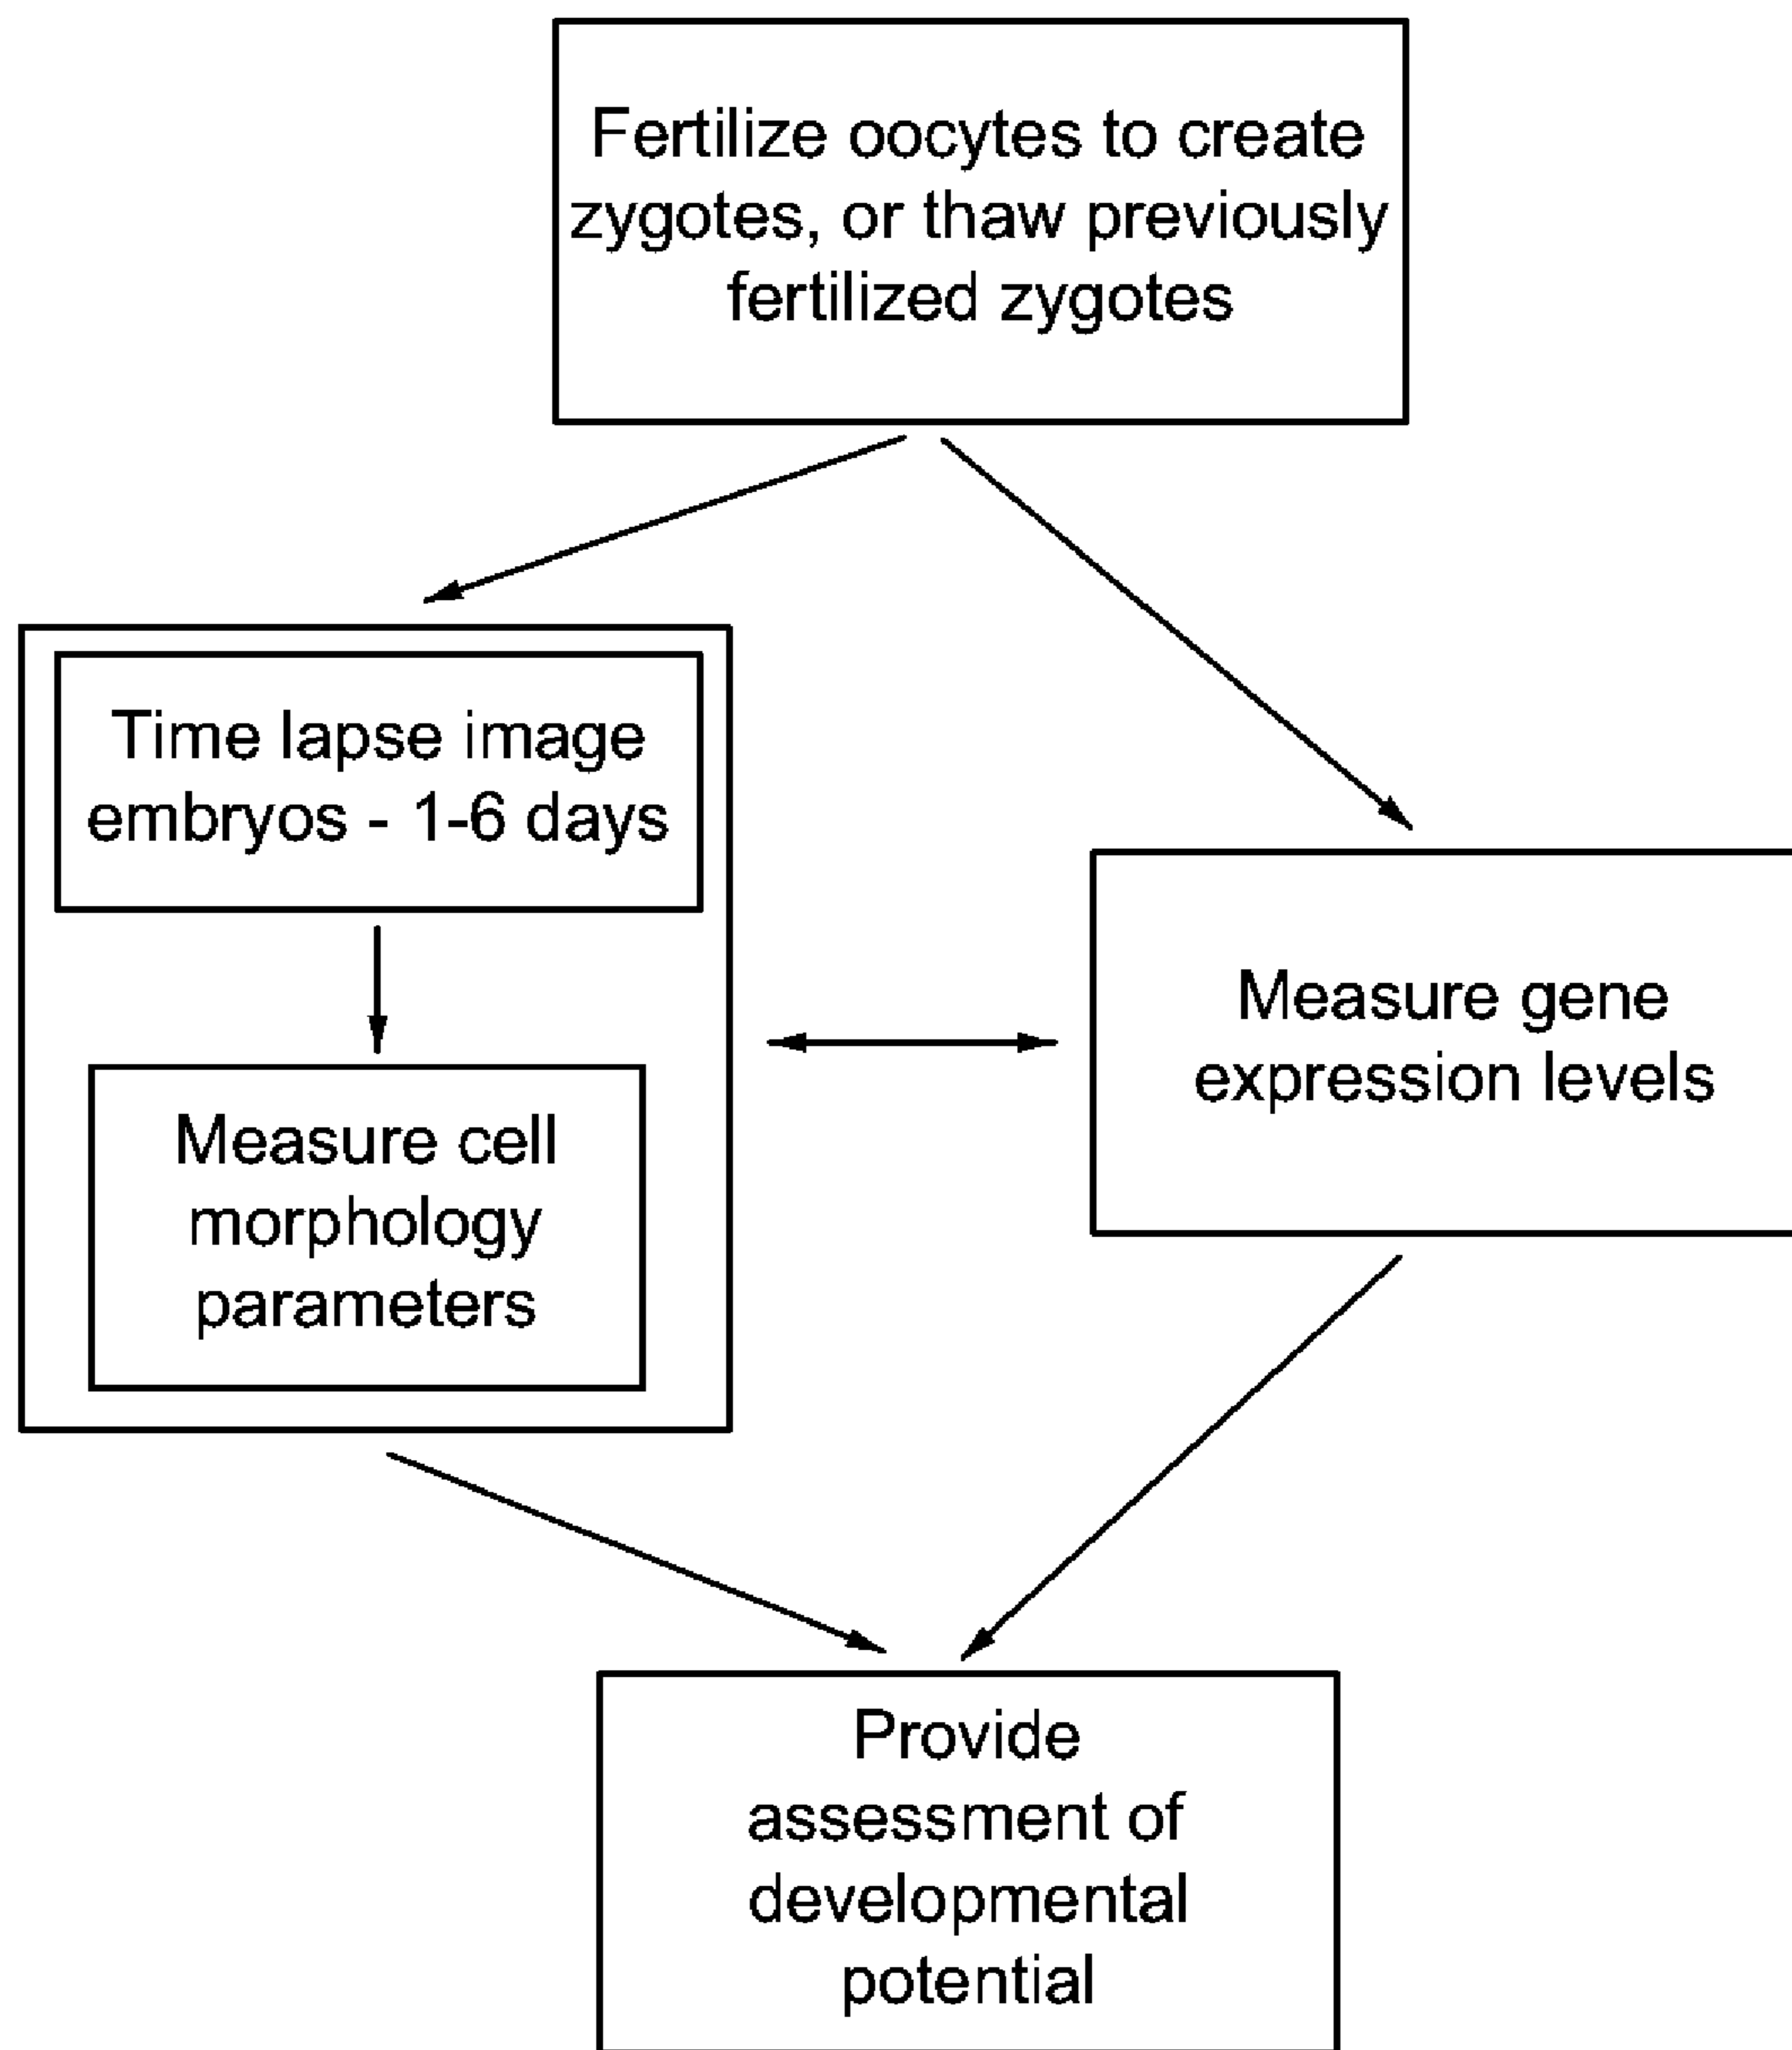 Fertilize oocytes to create
zygotes, or thaw previously
fertilized zygotes
Time lapse image
embryos - 1-6 days
Measure cell
morphology
parameters
Measure gene
expression levels
Provide
assessment of
developmental
potential